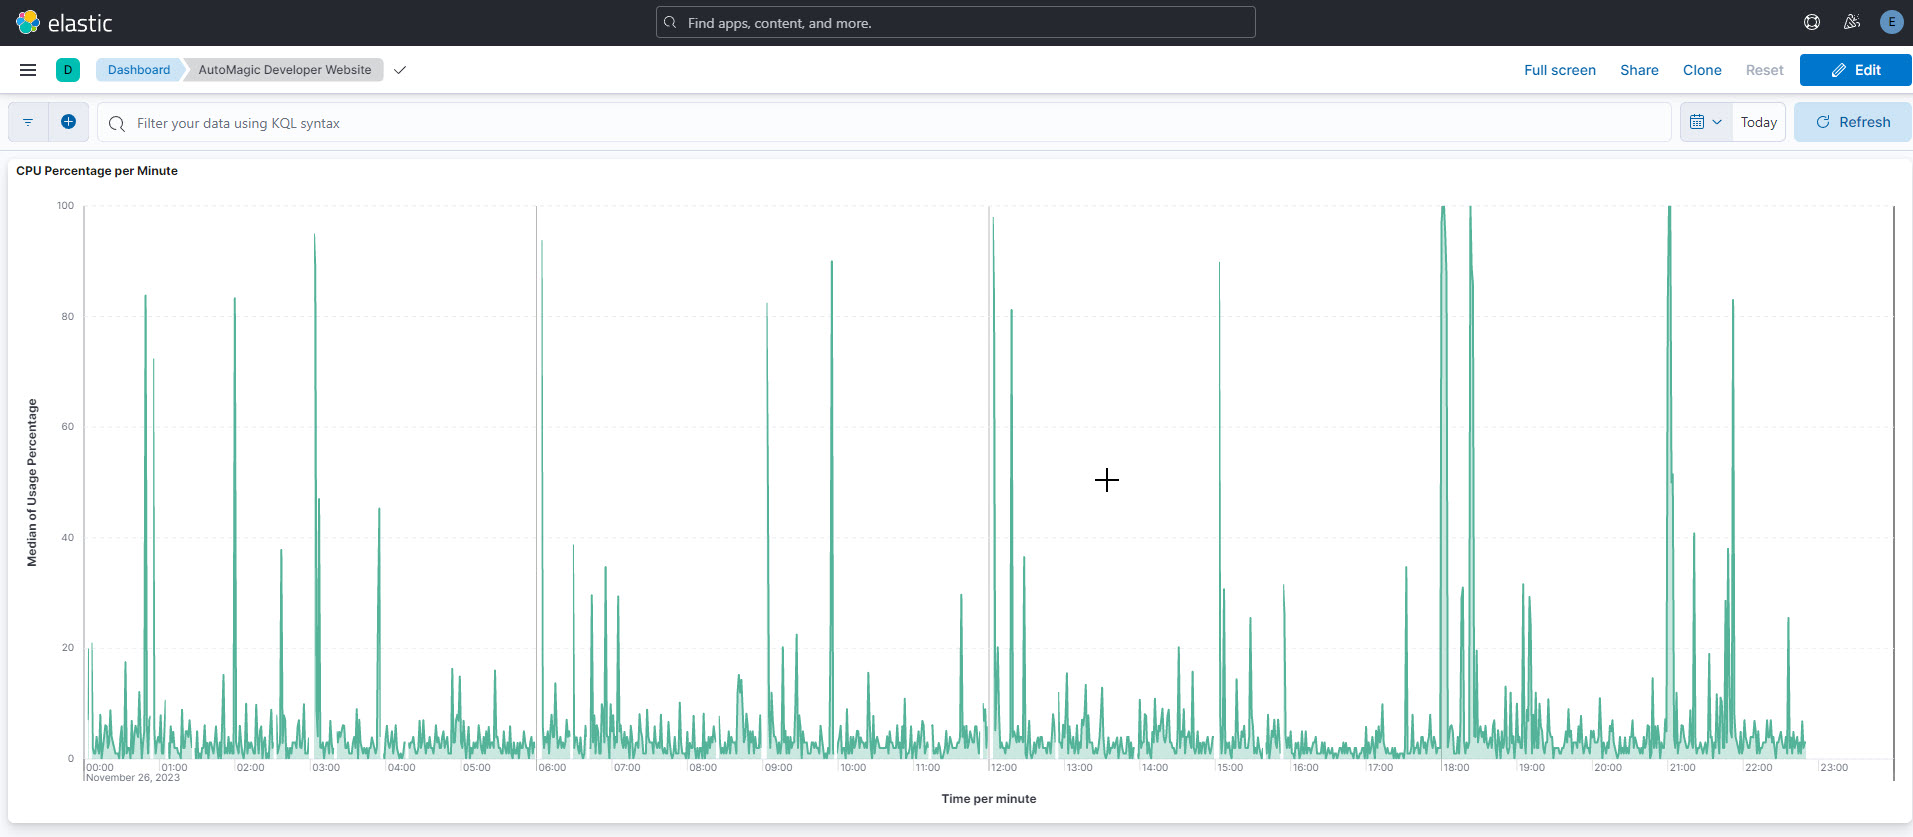 elastic
Find apps, content, and more.
E
D
Dashboard
AutoMagic Developer Website
Full screen
Share
Clone
Reset
Edit
Filter your data using KQL syntax
Today
Refresh
CPU Percentage per Minute
100
80
60
40
20
0
Median of Usage Percentage
00:00 01:00 02:00 03:00 04:00 05:00 06:00 07:00 08:00 09:00 10:00 11:00 12:00 13:00 14:00 15:00 16:00 17:00 18:00 19:00 20:00 21:00 22:00 23:00
November 26, 2023
Time per minute